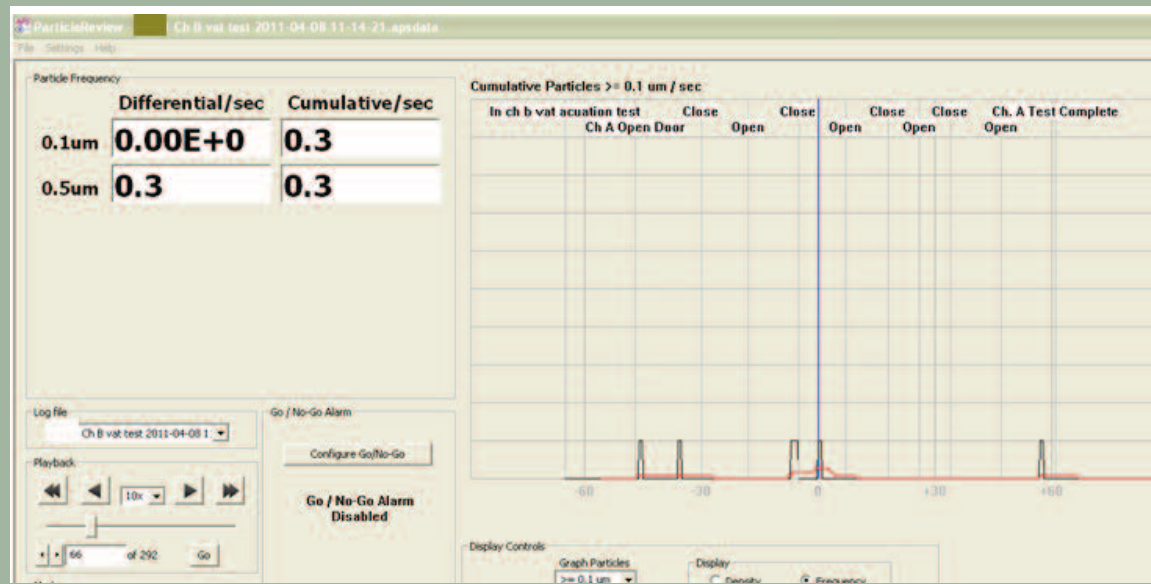 ParticleReview Ch B vat test 2011-04-08 11-14-21.apsdata
File Settings Help
Particle Frequency
Differential/sec Cumulative/sec
0.1um 0.00E+0 0.3
0.5um 0.3 0.3
Cumulative Particles >= 0.1 um / sec
In ch b vat acuation test Close Close Close Close Ch. A Test Complete
Ch A Open Door Open Open Open Open
-60 -30 0 +30 +60
Log file
Ch B vat test 2011-04-08 1
Playback
10x
66 of 292 Go
Go / No-Go Alarm
Configure Go/No-Go
Go / No-Go Alarm
Disabled
Display Controls
Graph Particles
>= 0.1 um
Display
Density Frequency